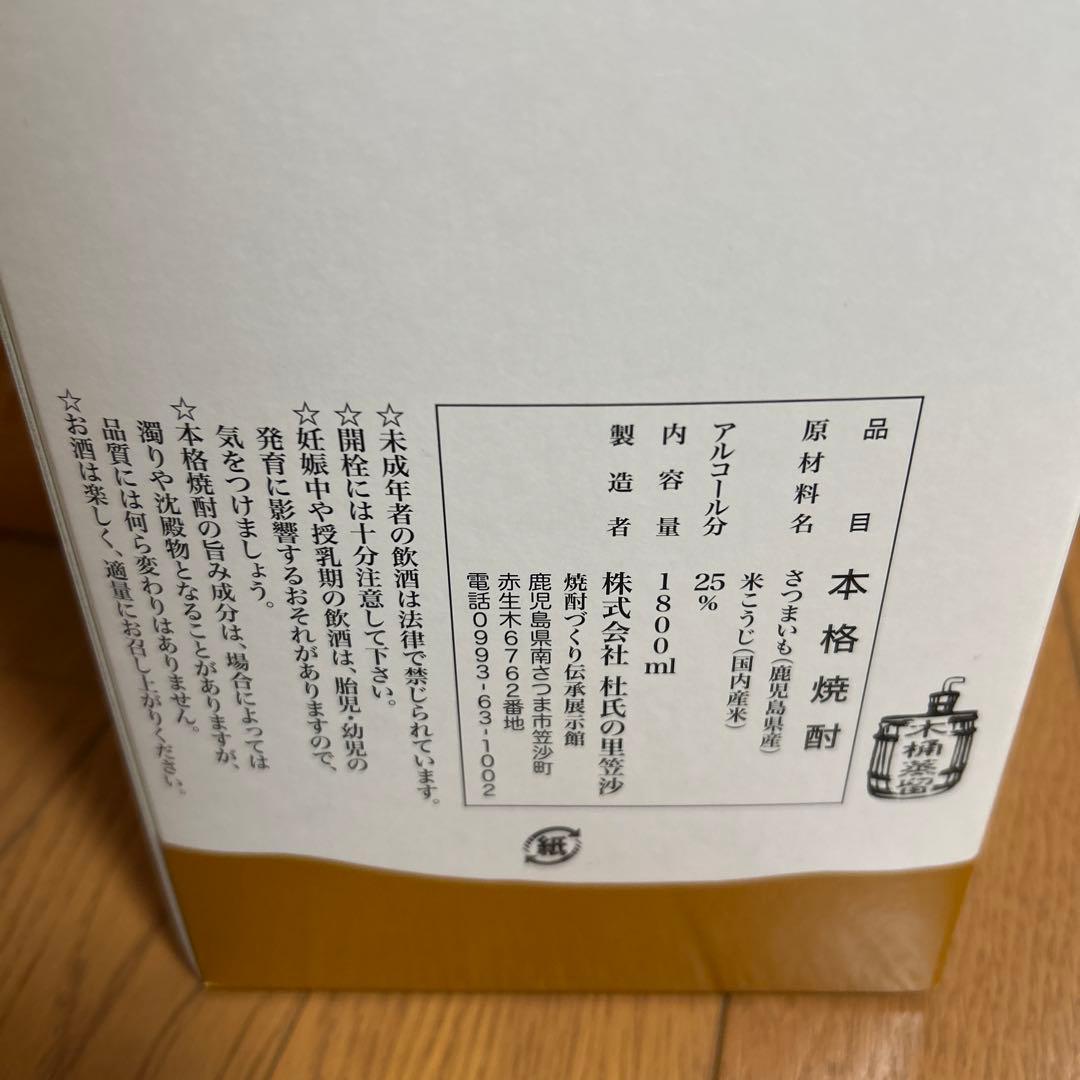 品目 本格焼酎
原材料名 さつまいも(鹿児島県産)
米こうじ(国内産米)
アルコール分 25%
内容量 1800ml
製造者 株式会社 杜氏の里笠沙
焼酎づくり伝承展示館
鹿児島県南さつま市笠沙町
赤生木6762番地
電話0993-63-1002
☆未成年者の飲酒は法律で禁じられています。
☆開栓には十分注意して下さい。
☆妊娠中や授乳期の飲酒は、胎児・幼児の
発育に影響するおそれがありますので、
気をつけましょう。
☆本格焼酎の旨み成分は、場合によっては
濁りや沈殿物となることがありますが、
品質には何ら変わりはありません。
☆お酒は楽しく、適量にお召し上がりください。
木桶蒸留
紙